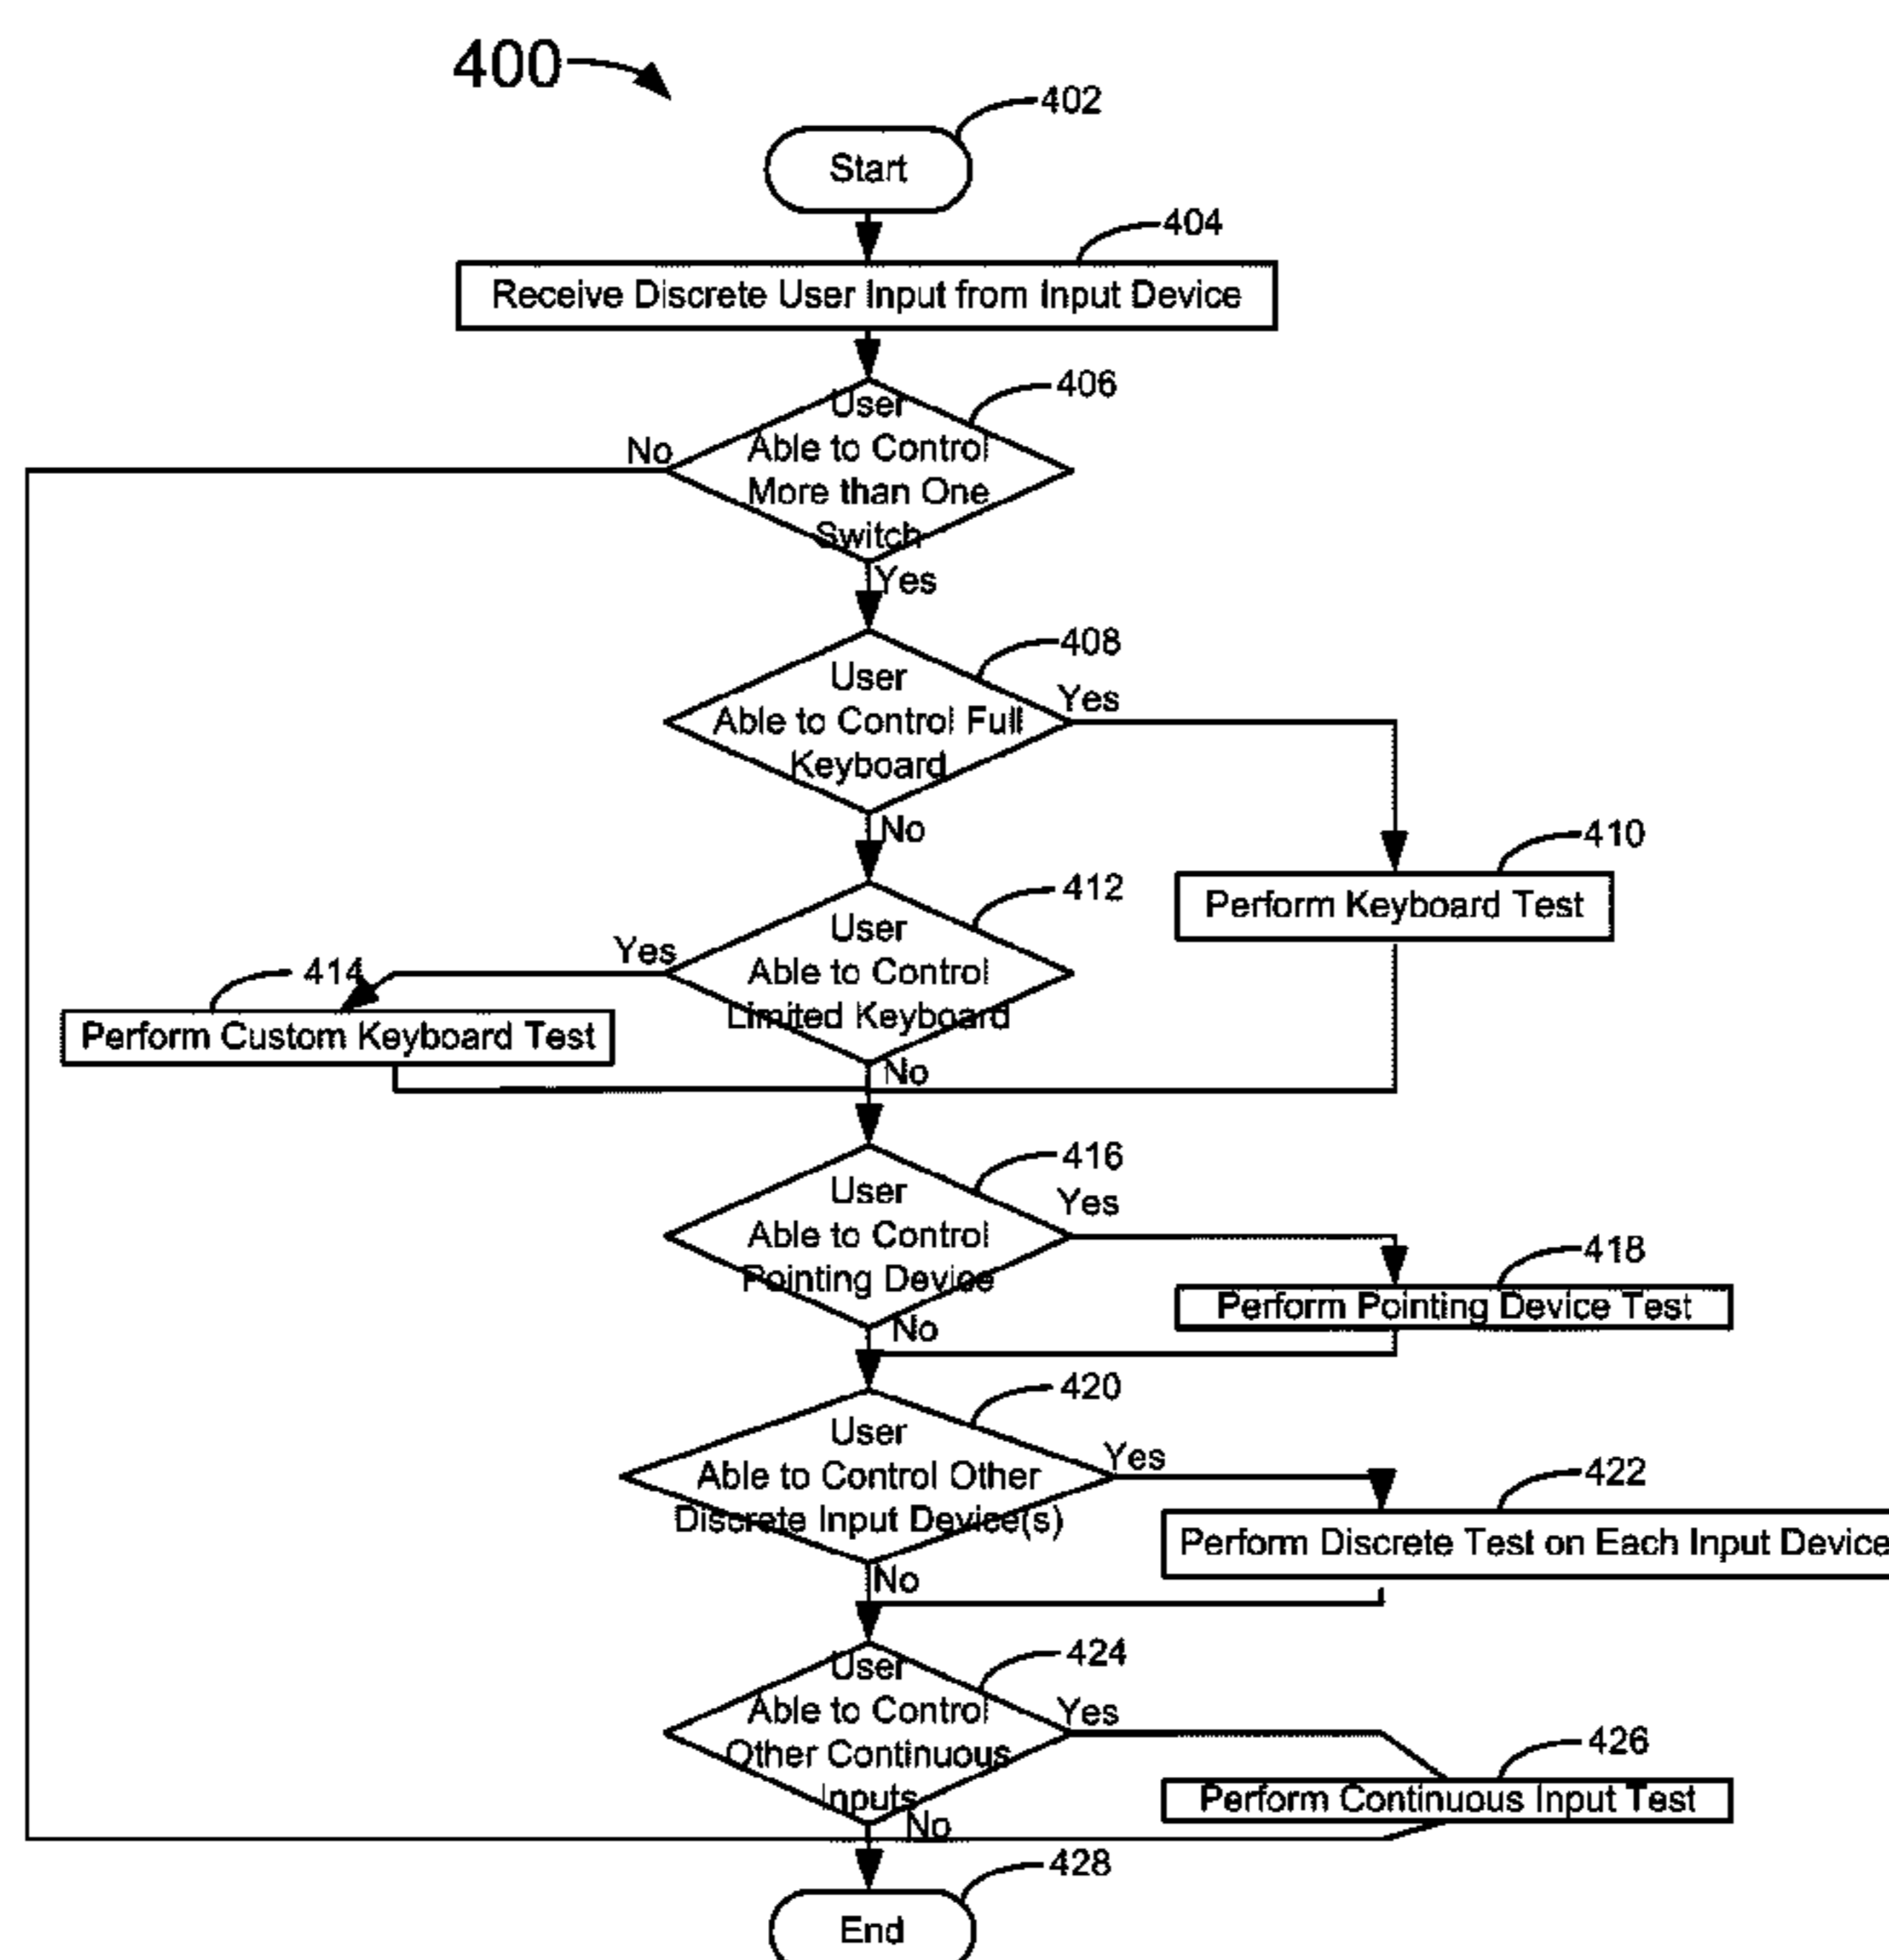 400
402
Start
404
Receive Discrete User Input from Input Device
406
User
Able to Control
More than One
Switch
No
Yes
408
User
Able to Control Full
Keyboard
Yes
No
410
Perform Keyboard Test
412
User
Able to Control
Limited Keyboard
Yes
414
Perform Custom Keyboard Test
No
416
User
Able to Control
Pointing Device
Yes
418
Perform Pointing Device Test
No
420
User
Able to Control Other
Discrete Input Device(s)
Yes
422
Perform Discrete Test on Each Input Device
No
424
User
Able to Control
Other Continuous
Inputs
Yes
426
Perform Continuous Input Test
No
428
End